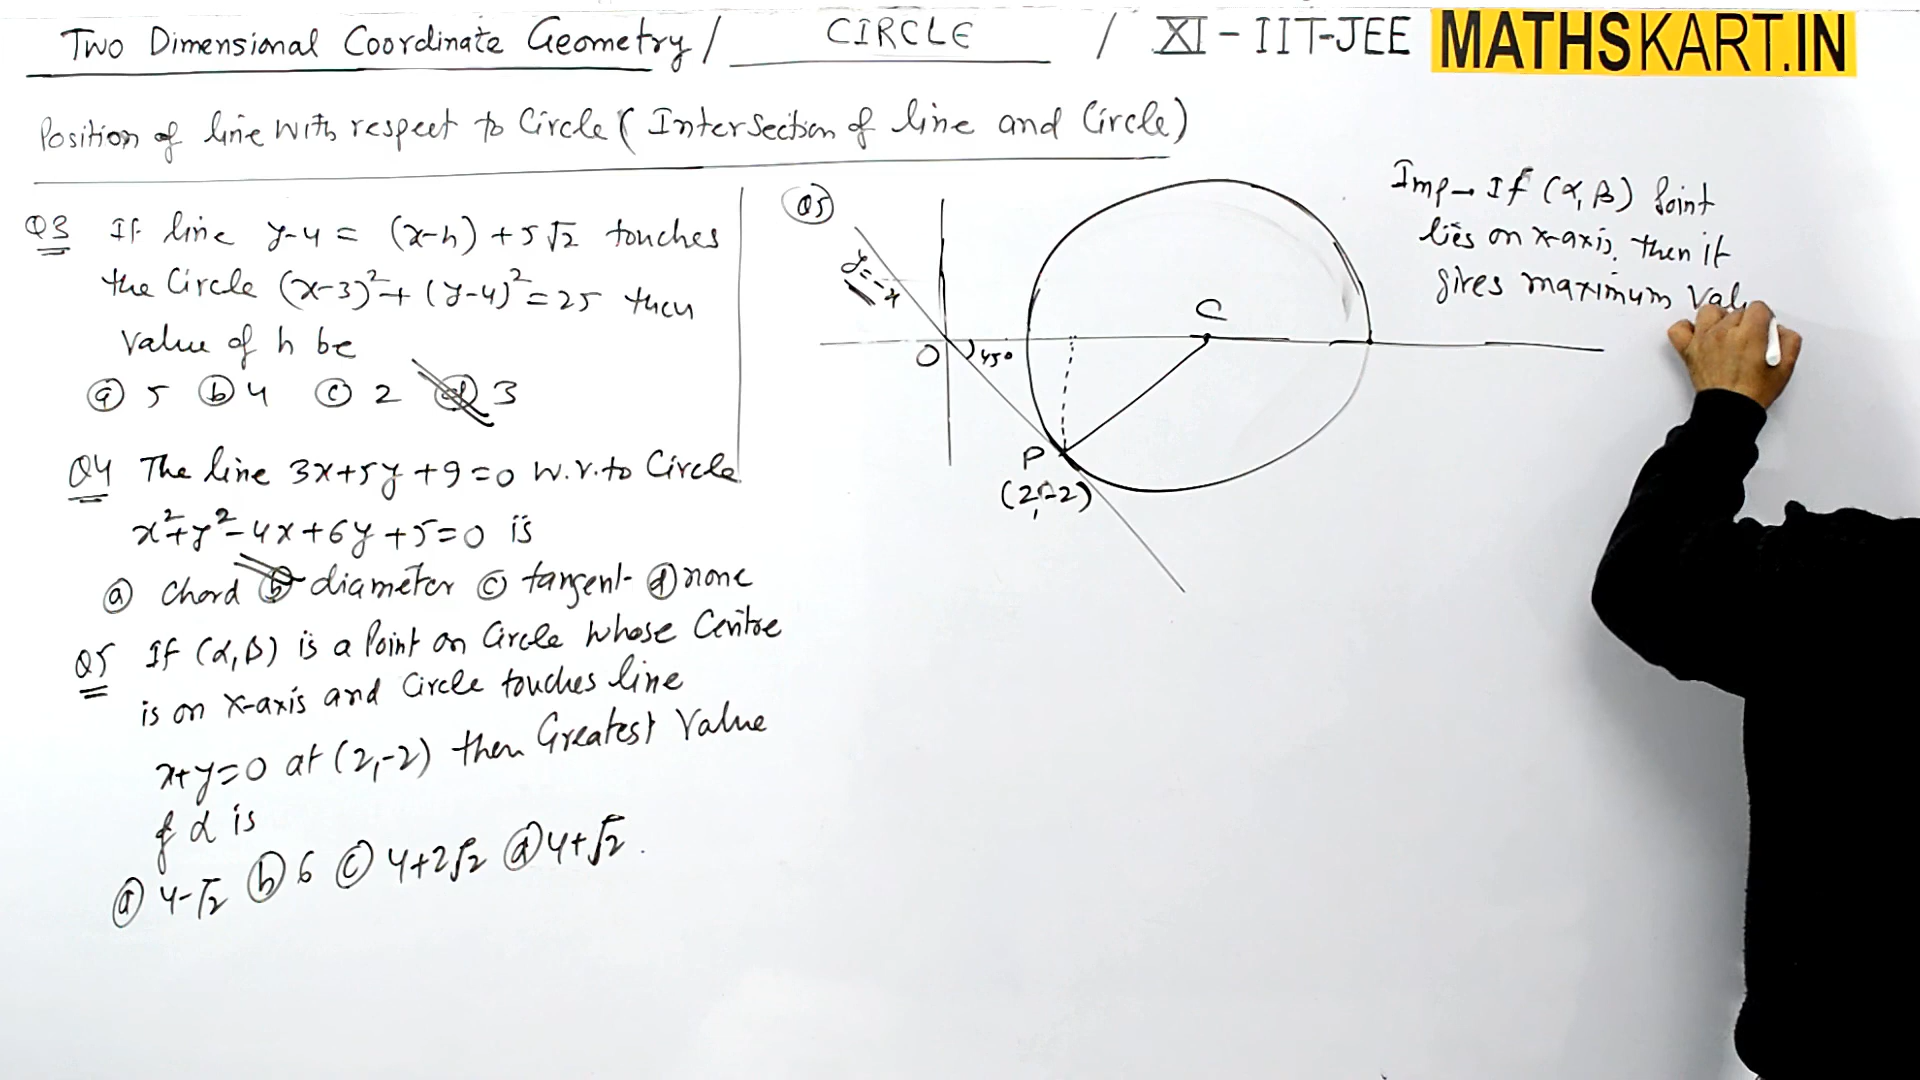 Two Dimensional Coordinate Geometry / CIRCLE / XI - IIT-JEE MATHSKART.IN
Position of line with respect to Circle ( Intersection of line and Circle)
Q3 If line y-4 = (x-h) + 5√2 touches
the Circle (x-3)²+ (y-4)² = 25 then
value of h be
ⓐ 5 ⓑ 4 ⓒ 2 ⓓ 3
Q4 The line 3x+5y+9=0 w.r.to Circle
x²+y²-4x+6y+5=0 is
ⓐ Chord ⓑ diameter ⓒ tangent ⓓ none
Q5 If (α,β) is a Point on Circle whose Centre
is on x-axis and Circle touches line
x+y=0 at (2,-2) then Greatest Value
of α is
ⓐ 4-√2 ⓑ 6 ⓒ 4+2√2 ⓓ 4+√2.
Q5
y=-x
C
O
45°
P
(2,-2)
Imp→ If (α,β) Point
lies on x-axis, then it
gives maximum Val